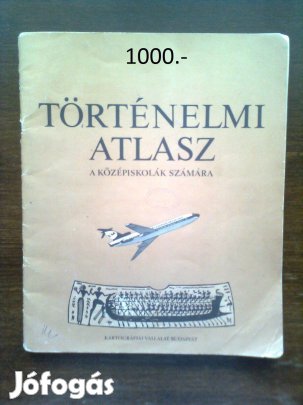 1000.-
TÖRTÉNELMI
ATLASZ
A KÖZÉPISKOLÁK SZÁMÁRA
KARTOGRÁFIAI VÁLLALAT BUDAPEST
Jófogás